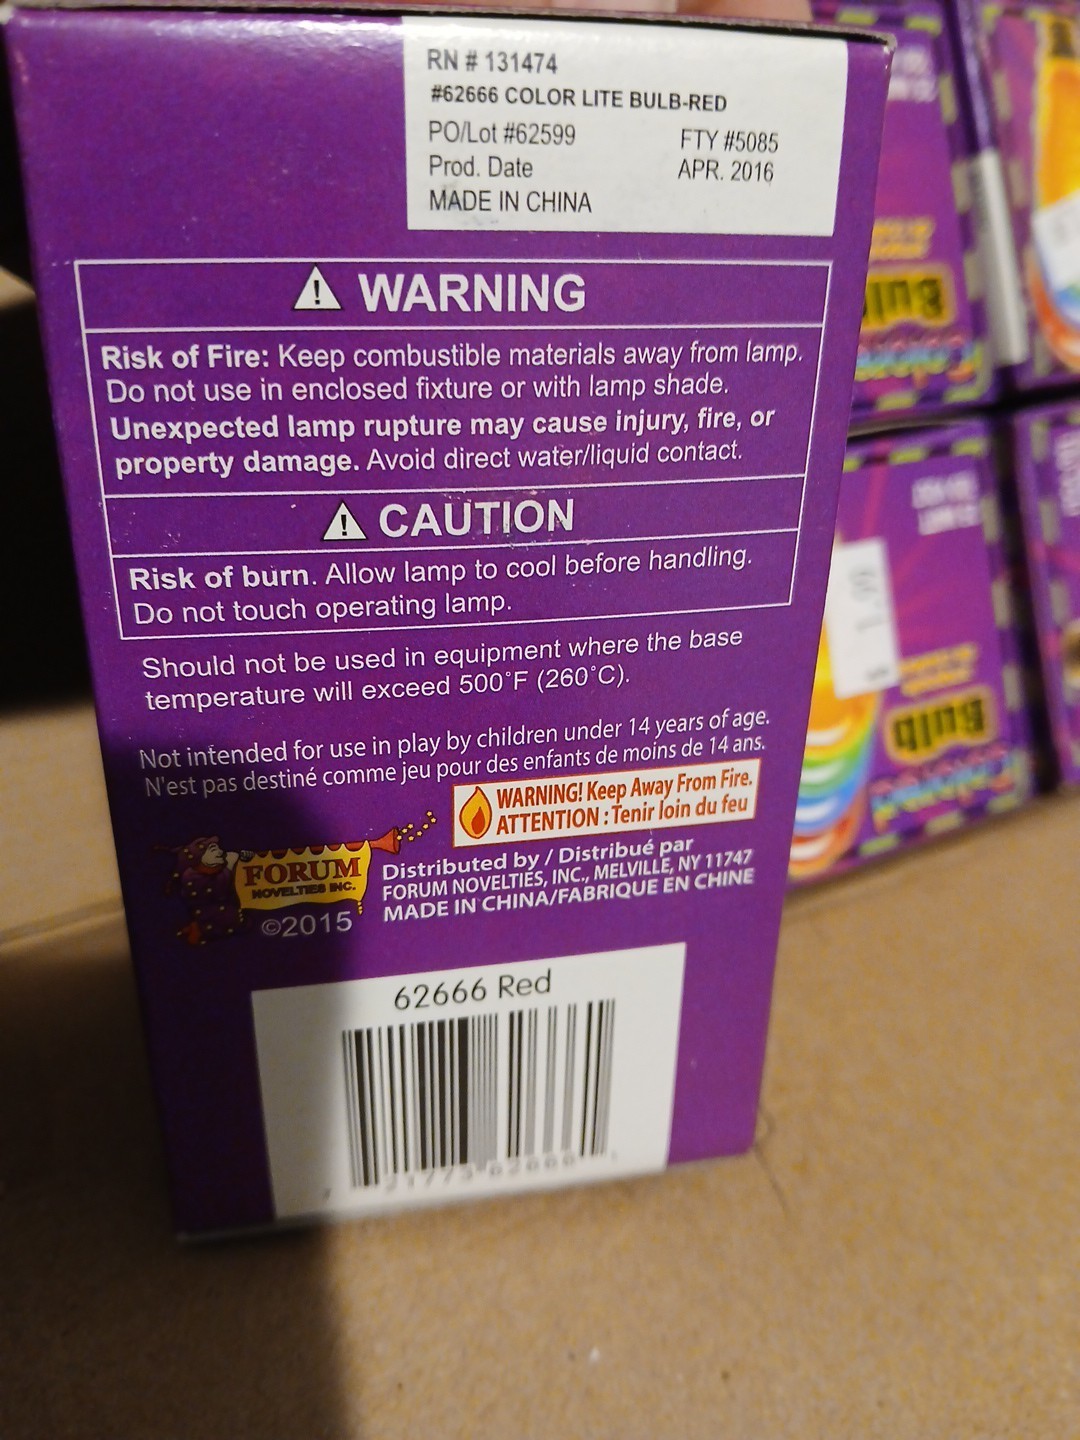 RN # 131474
#62666 COLOR LITE BULB-RED
PO/Lot #62599 FTY #5085
Prod. Date APR. 2016
MADE IN CHINA
WARNING
Risk of Fire: Keep combustible materials away from lamp.
Do not use in enclosed fixture or with lamp shade.
Unexpected lamp rupture may cause injury, fire, or
property damage. Avoid direct water/liquid contact.
CAUTION
Risk of burn. Allow lamp to cool before handling.
Do not touch operating lamp.
Should not be used in equipment where the base
temperature will exceed 500°F (260°C).
Not intended for use in play by children under 14 years of age.
N'est pas destiné comme jeu pour des enfants de moins de 14 ans.
WARNING! Keep Away From Fire.
ATTENTION : Tenir loin du feu
FORUM
NOVELTIES INC.
©2015
Distributed by / Distribué par
FORUM NOVELTIES, INC., MELVILLE, NY 11747
MADE IN CHINA/FABRIQUE EN CHINE
62666 Red
Bulb
Bulb